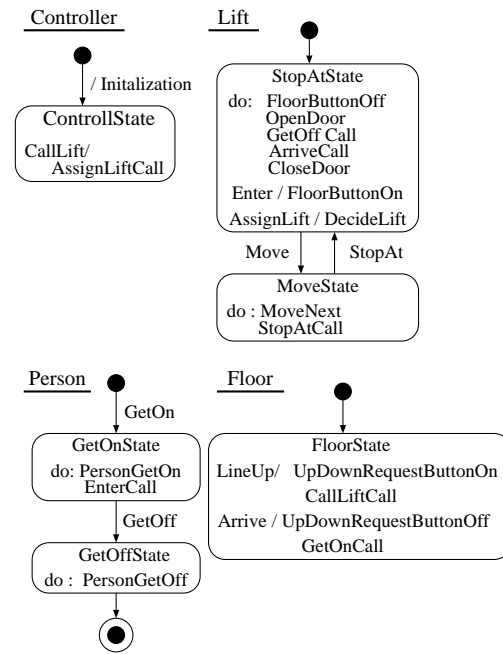 Controller
/ Initalization
ControllState
CallLift/
AssignLiftCall
Lift
StopAtState
do: FloorButtonOff
OpenDoor
GetOff Call
ArriveCall
CloseDoor
Enter / FloorButtonOn
AssignLift / DecideLift
Move StopAt
MoveState
do : MoveNext
StopAtCall
Person
GetOn
GetOnState
do: PersonGetOn
EnterCall
GetOff
GetOffState
do : PersonGetOff
Floor
FloorState
LineUp/ UpDownRequestButtonOn
CallLiftCall
Arrive / UpDownRequestButtonOff
GetOnCall